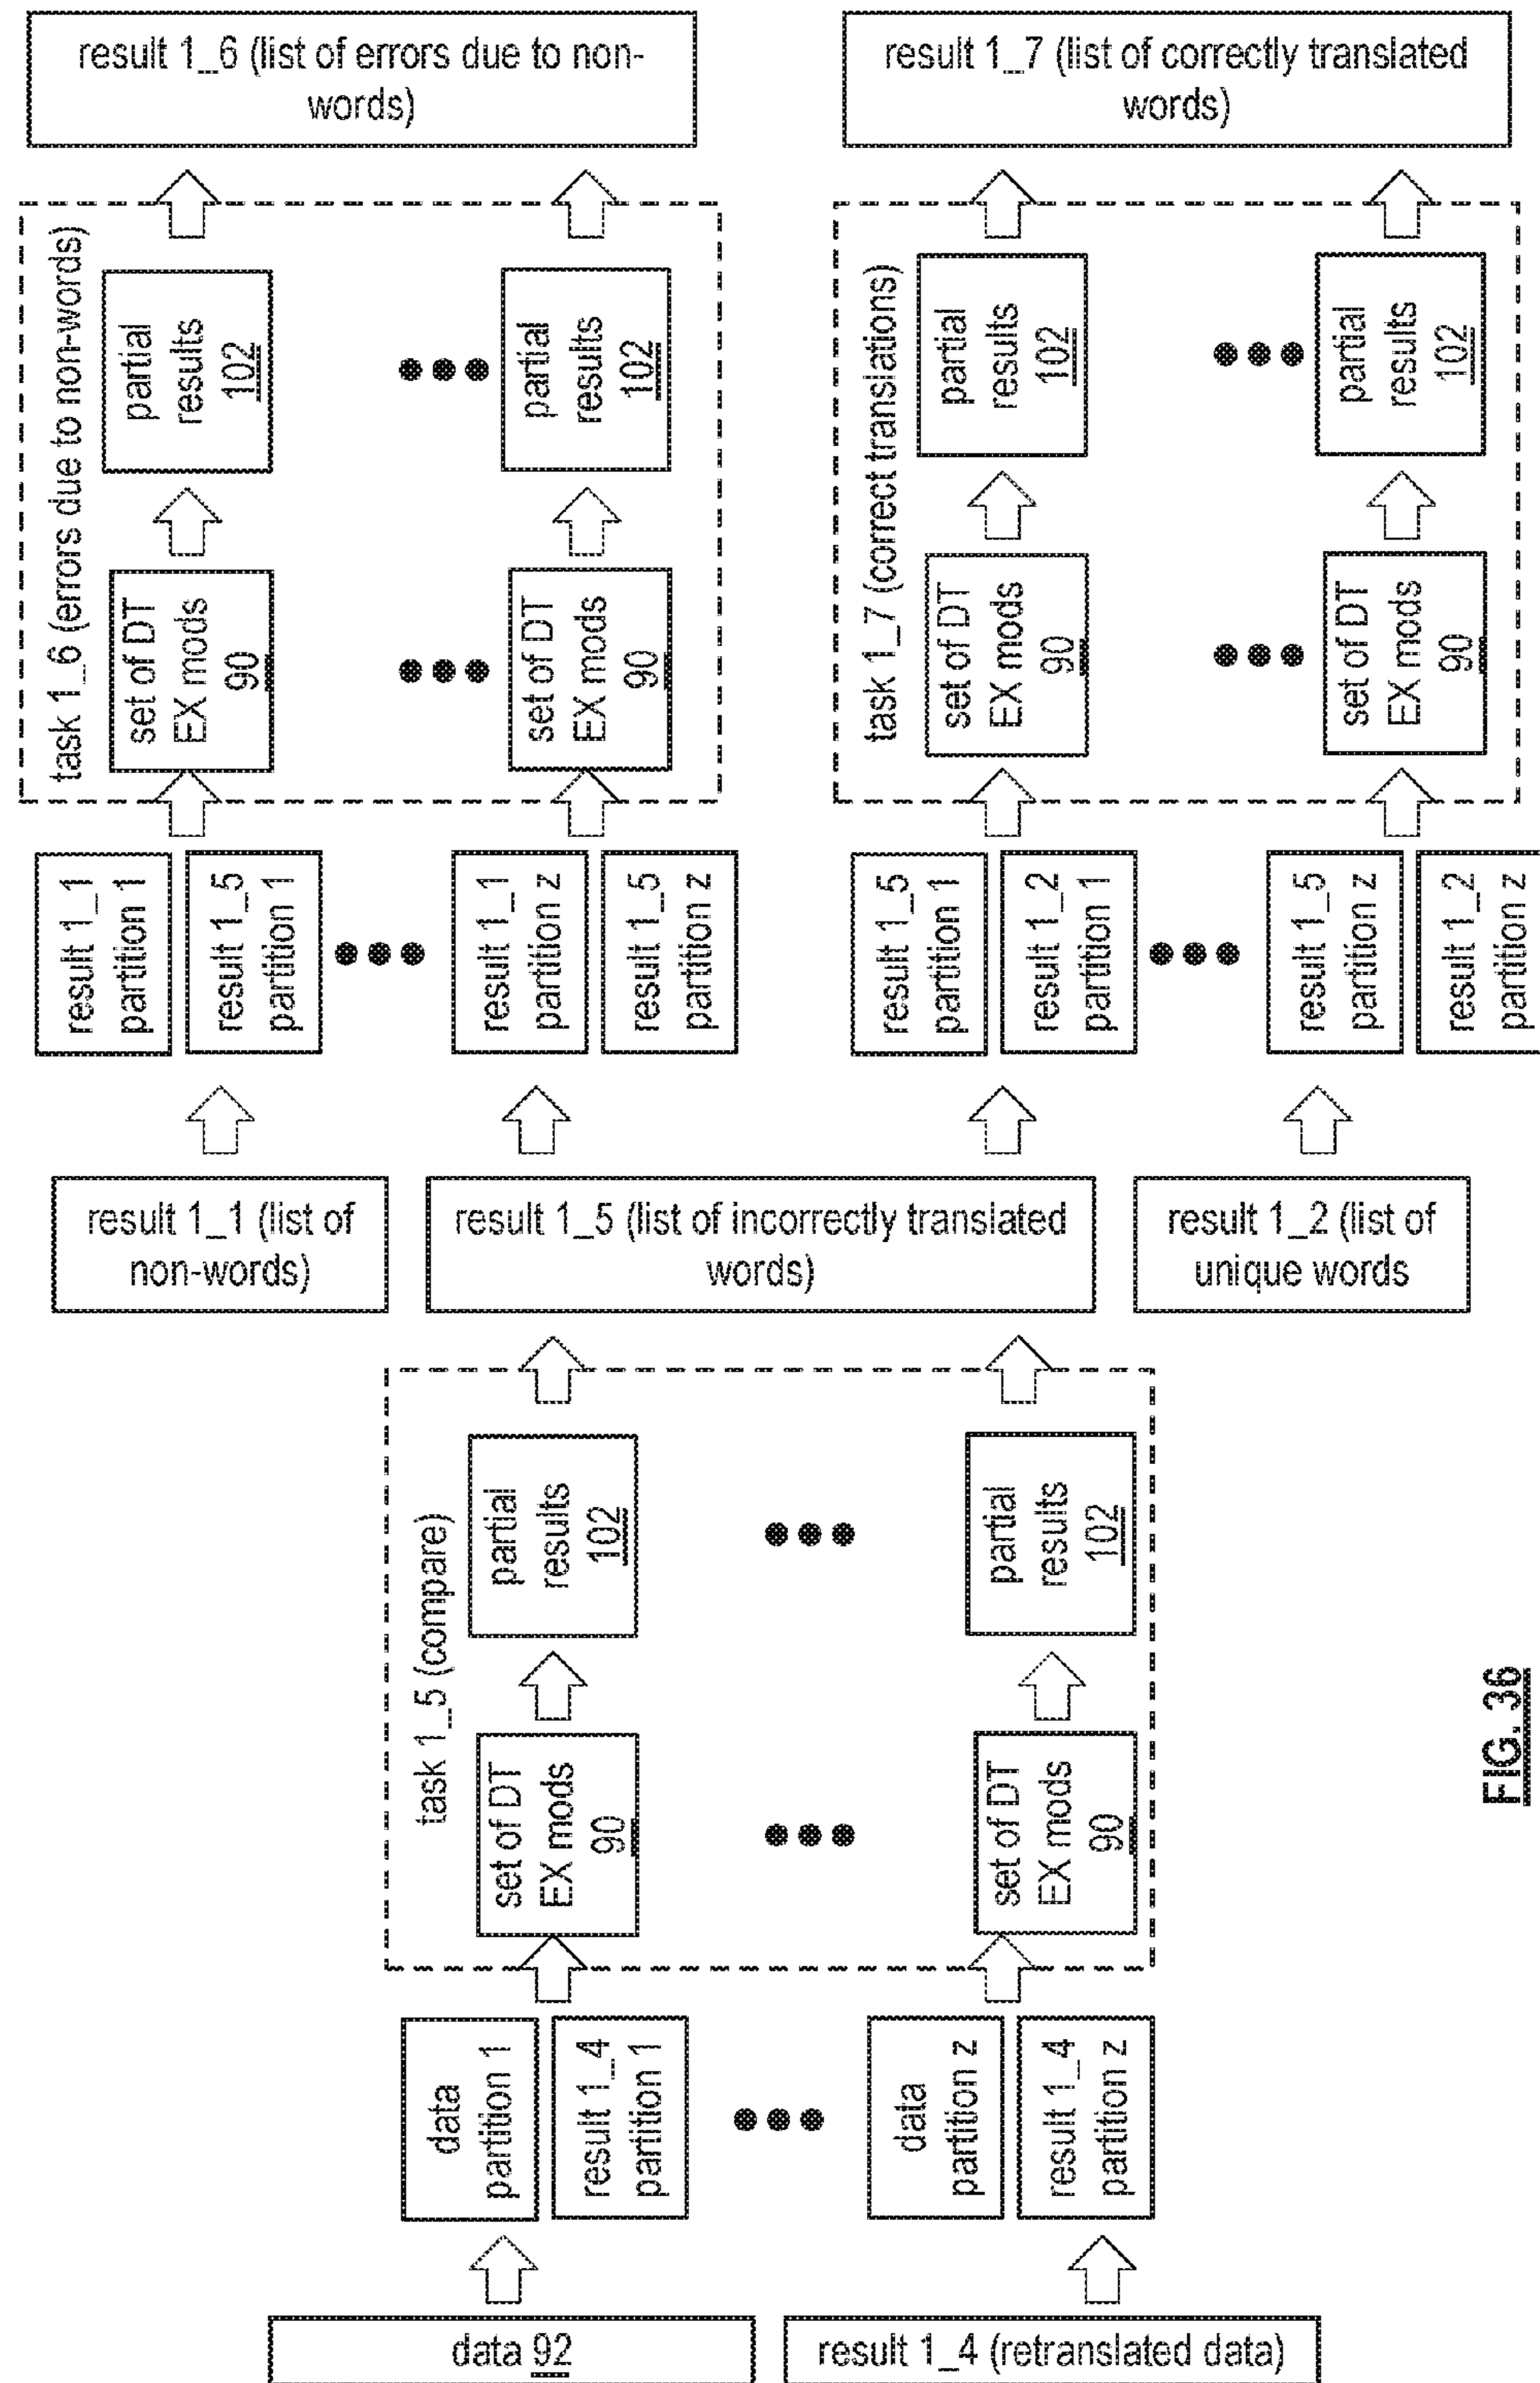 result 1_6 (list of errors due to non-
words)
result 1_7 (list of correctly translated
words)
task 1_6 (errors due to non-words)
set of DT
EX mods
90
partial
results
102
set of DT
EX mods
90
partial
results
102
task 1_7 (correct translations)
set of DT
EX mods
90
partial
results
102
set of DT
EX mods
90
partial
results
102
result 1_1
partition 1
result 1_5
partition 1
result 1_1
partition z
result 1_5
partition z
result 1_5
partition 1
result 1_2
partition 1
result 1_5
partition z
result 1_2
partition z
result 1_1 (list of
non-words)
result 1_5 (list of incorrectly translated
words)
result 1_2 (list of
unique words
task 1_5 (compare)
set of DT
EX mods
90
partial
results
102
set of DT
EX mods
90
partial
results
102
data
partition 1
result 1_4
partition 1
data
partition z
result 1_4
partition z
data 92
result 1_4 (retranslated data)
FIG. 36